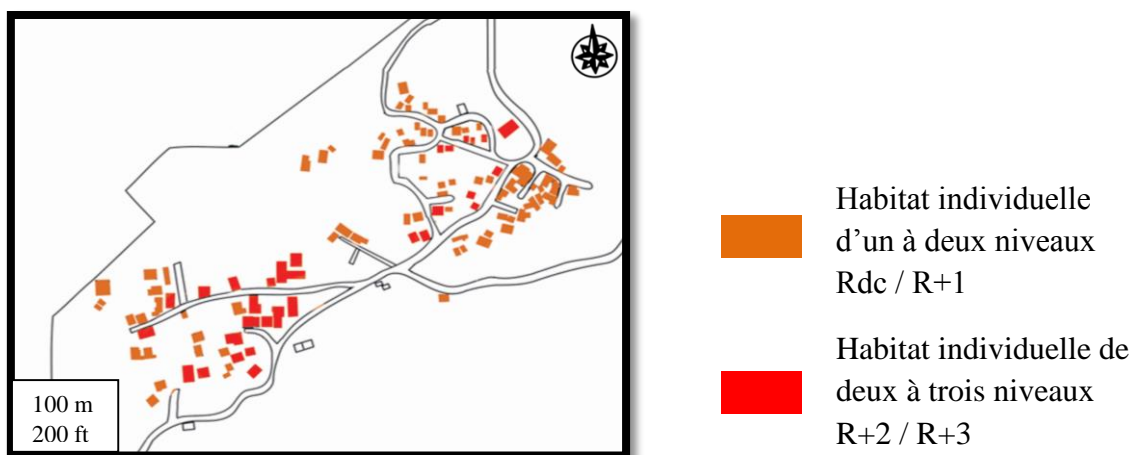 100 m
200 ft
Habitat individuelle
d’un à deux niveaux
Rdc / R+1
Habitat individuelle de
deux à trois niveaux
R+2 / R+3